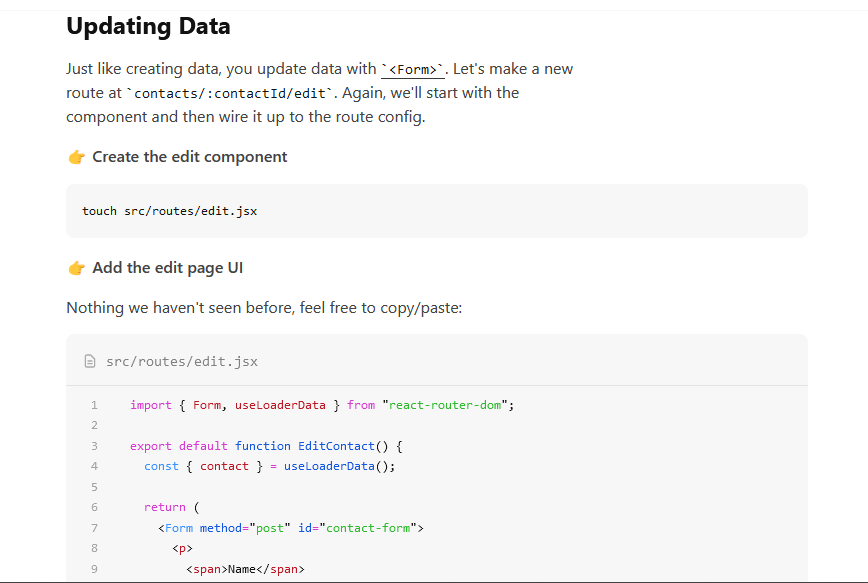 Updating Data
Just like creating data, you update data with `<Form>`. Let's make a new
route at `contacts/:contactId/edit`. Again, we'll start with the
component and then wire it up to the route config.
👉 Create the edit component
touch src/routes/edit.jsx
👉 Add the edit page UI
Nothing we haven't seen before, feel free to copy/paste:
src/routes/edit.jsx
1 import { Form, useLoaderData } from "react-router-dom";
2
3 export default function EditContact() {
4   const { contact } = useLoaderData();
5
6   return (
7     <Form method="post" id="contact-form">
8       <p>
9         <span>Name</span>